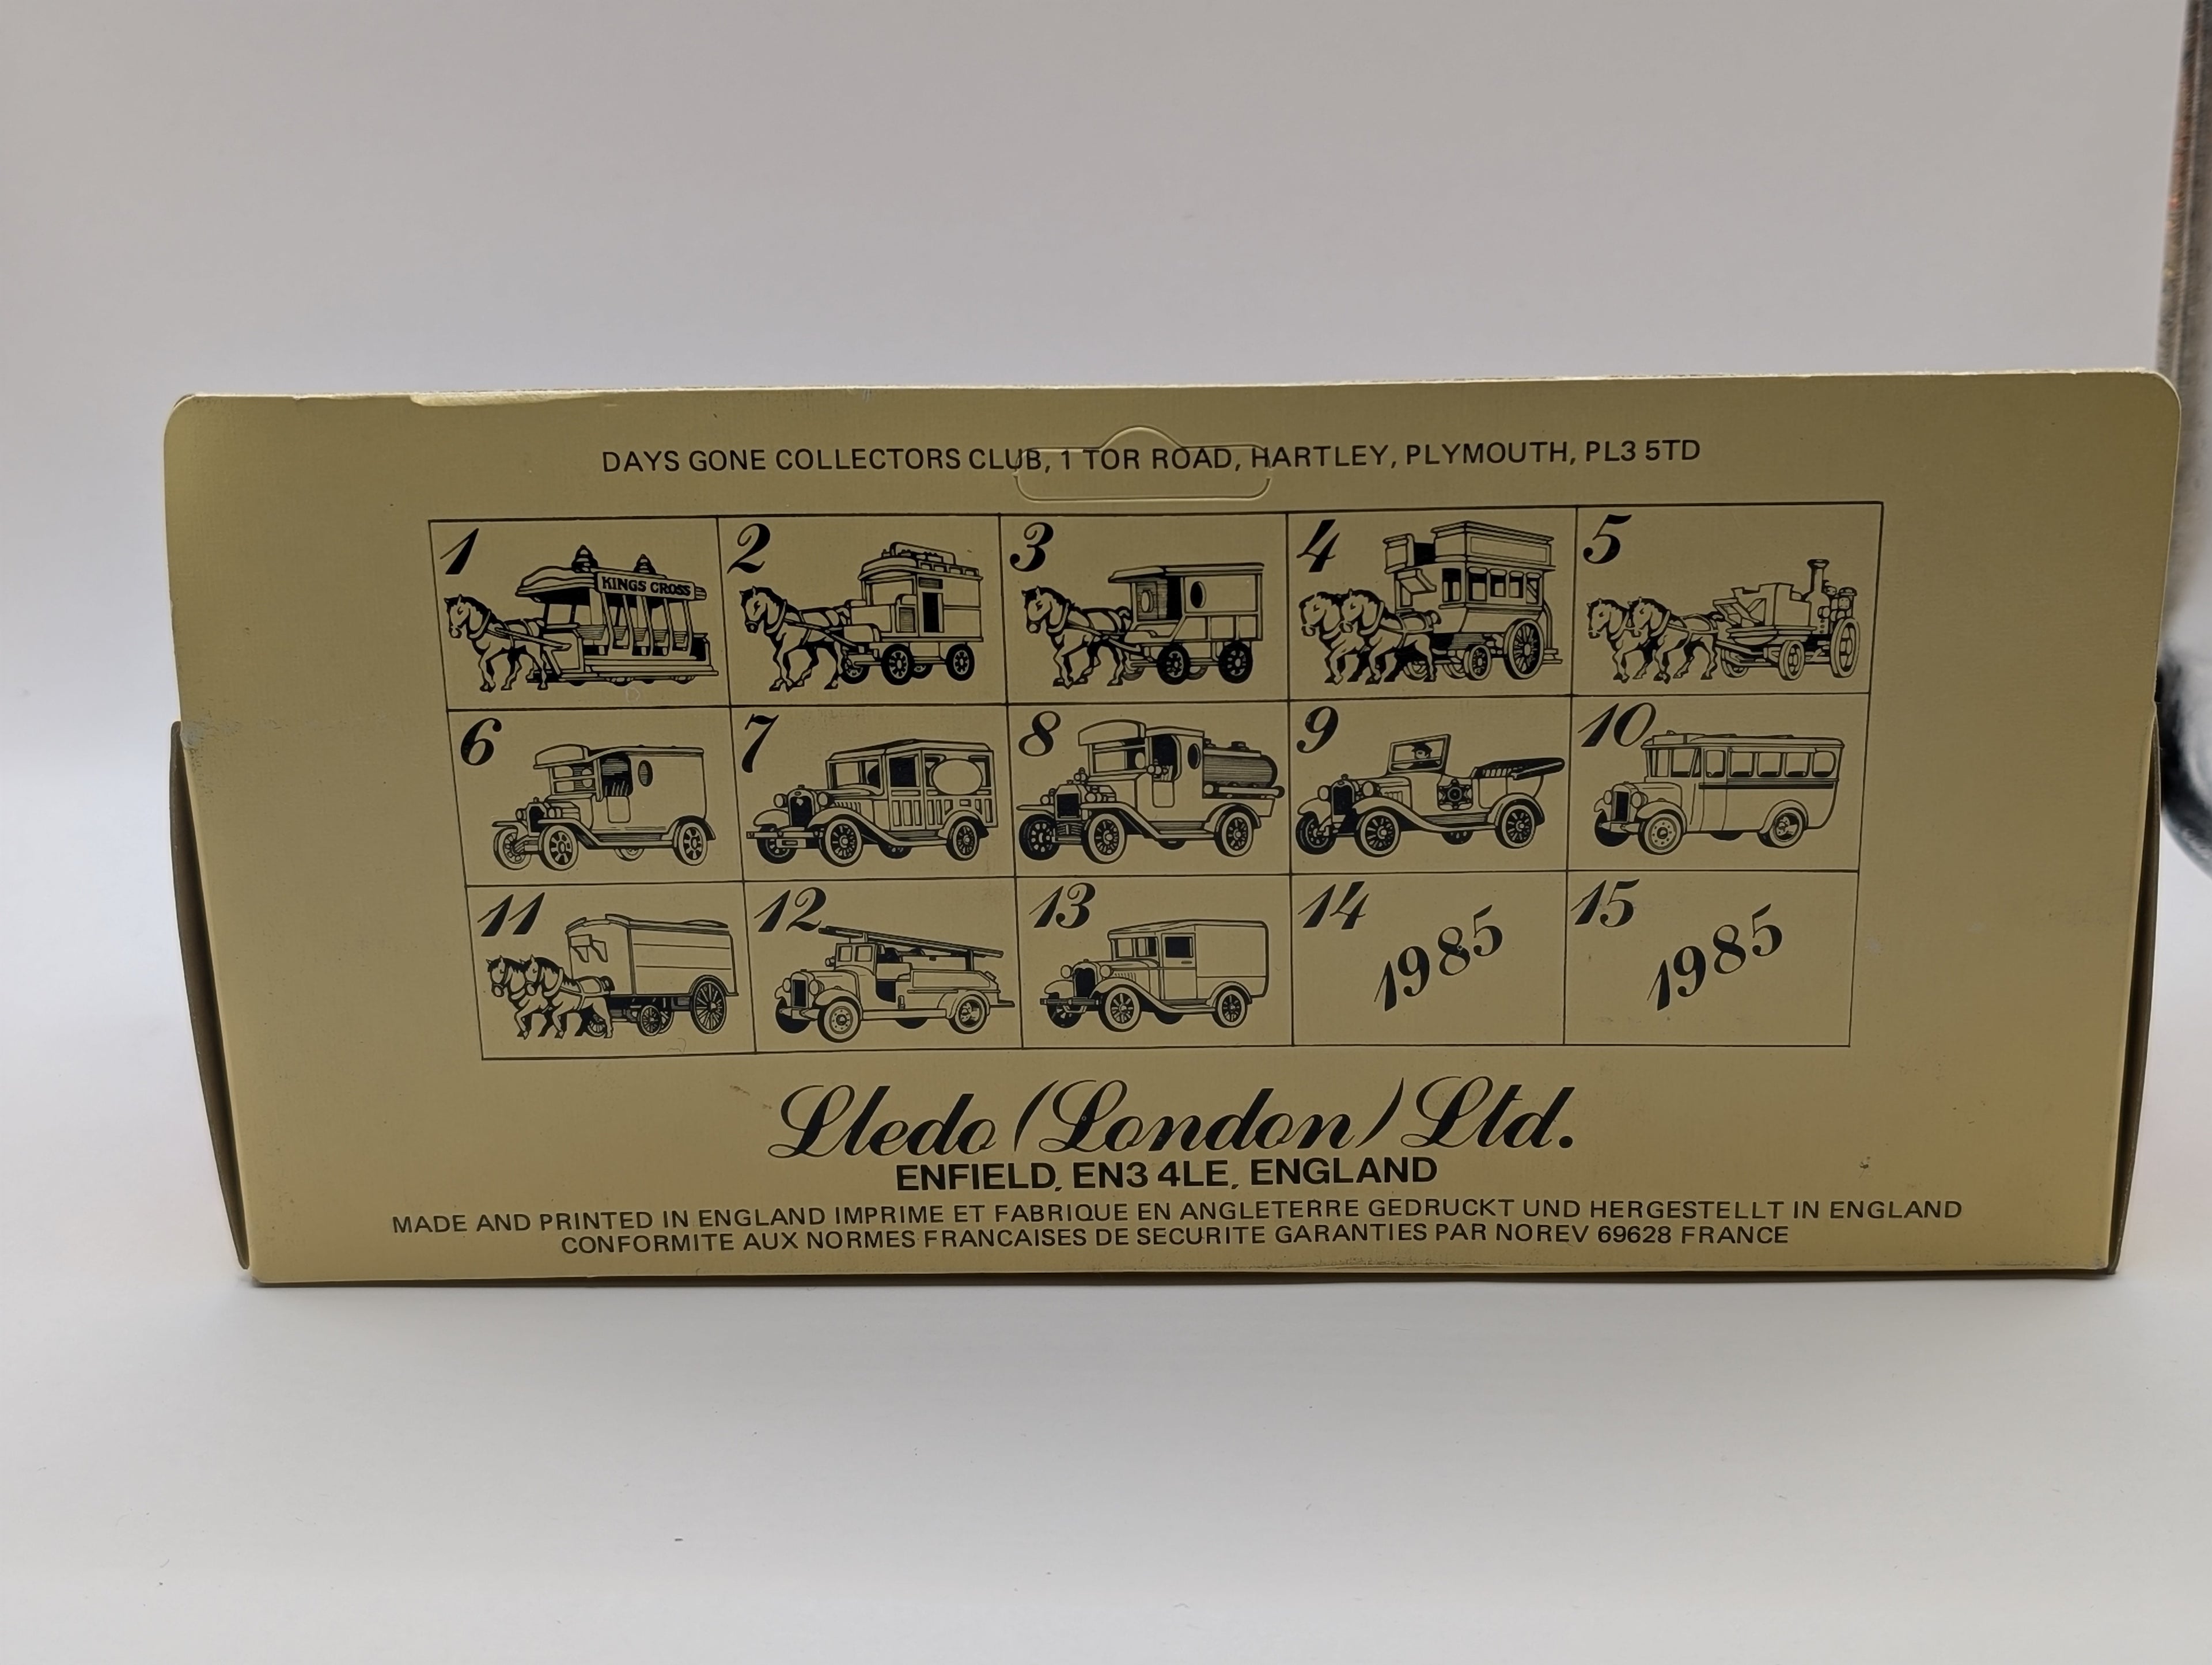 DAYS GONE COLLECTORS CLUB, 1 TOR ROAD, HARTLEY, PLYMOUTH, PL3 5TD
1 2 3 4 5
KINGS CROSS
6 7 8 9 10
11 12 13 14 15
1985 1985
Lledo (London) Ltd.
ENFIELD, EN3 4LE, ENGLAND
MADE AND PRINTED IN ENGLAND IMPRIME ET FABRIQUE EN ANGLETERRE GEDRUCKT UND HERGESTELLT IN ENGLAND
CONFORMITE AUX NORMES FRANCAISES DE SECURITE GARANTIES PAR NOREV 69628 FRANCE